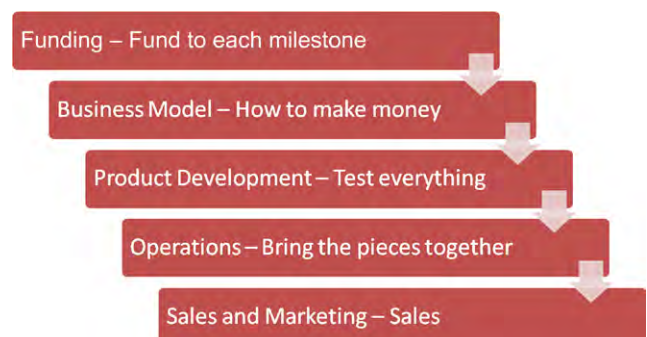 Funding – Fund to each milestone
Business Model – How to make money
Product Development – Test everything
Operations – Bring the pieces together
Sales and Marketing – Sales